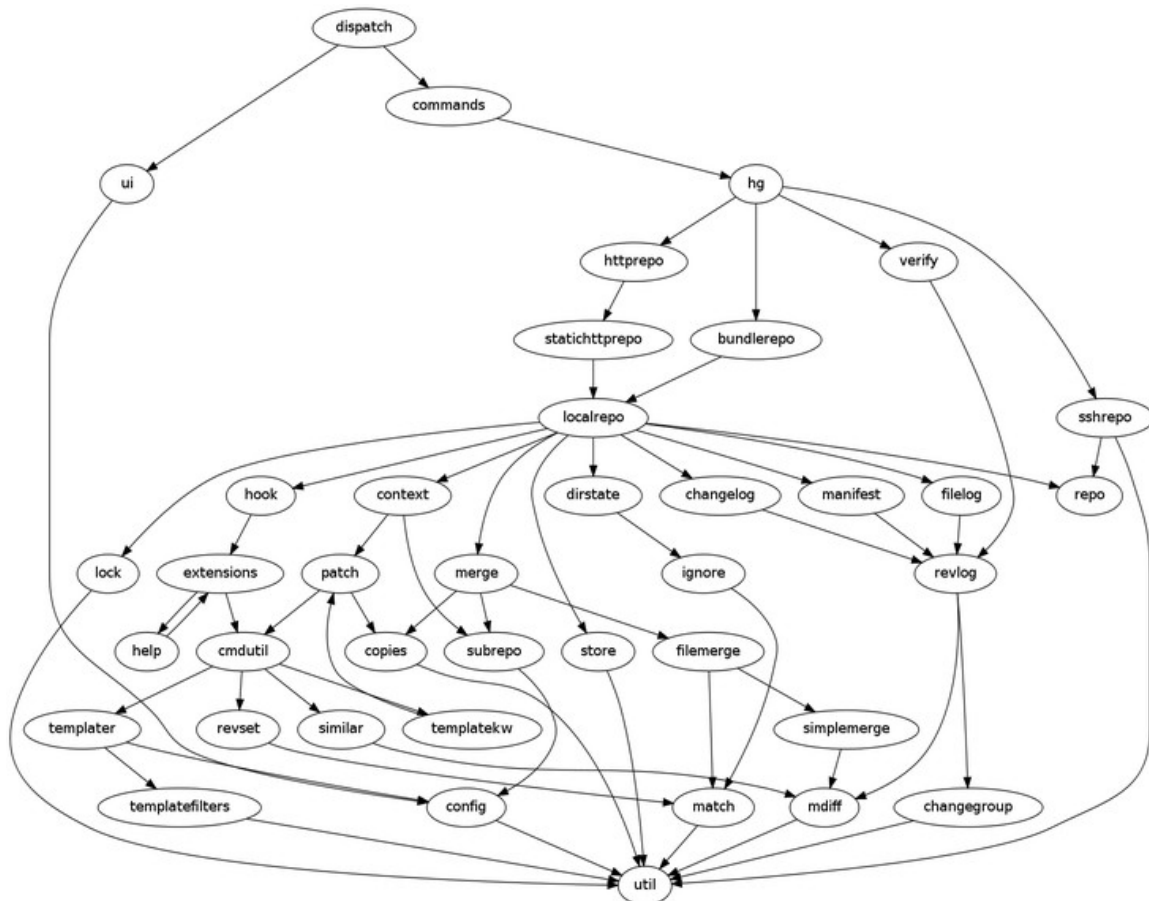 dispatch
commands
ui
hg
httprepo
verify
statichttprepo
bundlerepo
localrepo
sshrepo
hook
context
dirstate
changelog
manifest
filelog
repo
lock
extensions
patch
merge
ignore
revlog
help
cmdutil
copies
subrepo
store
filemerge
templater
revset
similar
templatekw
simplemerge
templatefilters
config
match
mdiff
changegroup
util